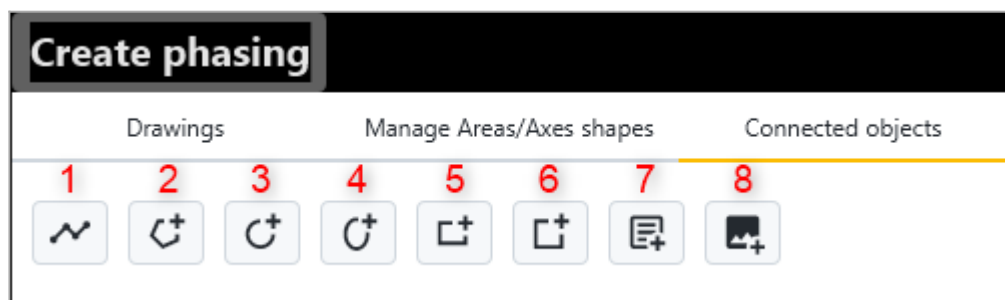 Create phasing
Drawings Manage Areas/Axes shapes Connected objects
1 2 3 4 5 6 7 8